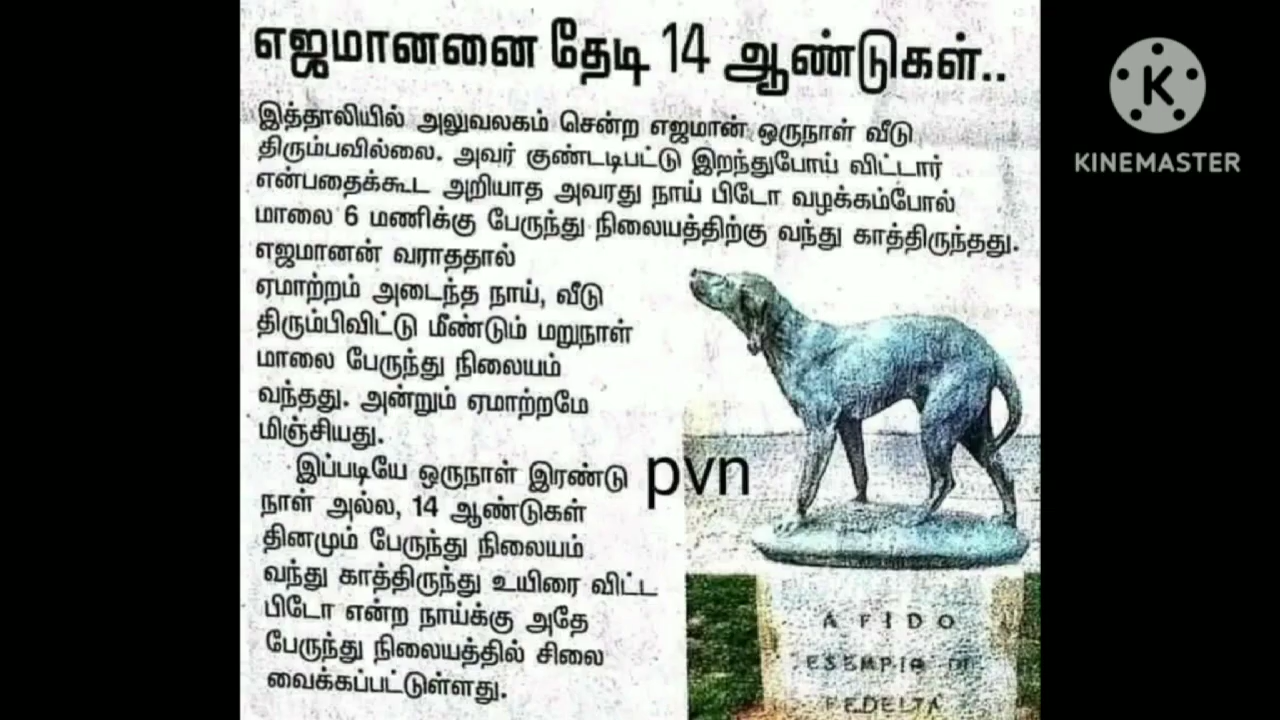 எஜமானனை தேடி 14 ஆண்டுகள்..
இத்தாலியில் அலுவலகம் சென்ற எஜமான் ஒருநாள் வீடு
திரும்பவில்லை. அவர் குண்டடிபட்டு இறந்துபோய் விட்டார்
என்பதைக்கூட அறியாத அவரது நாய் பிடோ வழக்கம்போல்
மாலை 6 மணிக்கு பேருந்து நிலையத்திற்கு வந்து காத்திருந்தது.
எஜமானன் வராததால்
ஏமாற்றம் அடைந்த நாய், வீடு
திரும்பிவிட்டு மீண்டும் மறுநாள்
மாலை பேருந்து நிலையம்
வந்தது. அன்றும் ஏமாற்றமே
மிஞ்சியது.
இப்படியே ஒருநாள் இரண்டு
நாள் அல்ல, 14 ஆண்டுகள்
தினமும் பேருந்து நிலையம்
வந்து காத்திருந்து உயிரை விட்ட
பிடோ என்ற நாய்க்கு அதே
பேருந்து நிலையத்தில் சிலை
வைக்கப்பட்டுள்ளது.
pvn
A FIDO
ESEMPIO DI
FEDELTA
K
KINEMASTER